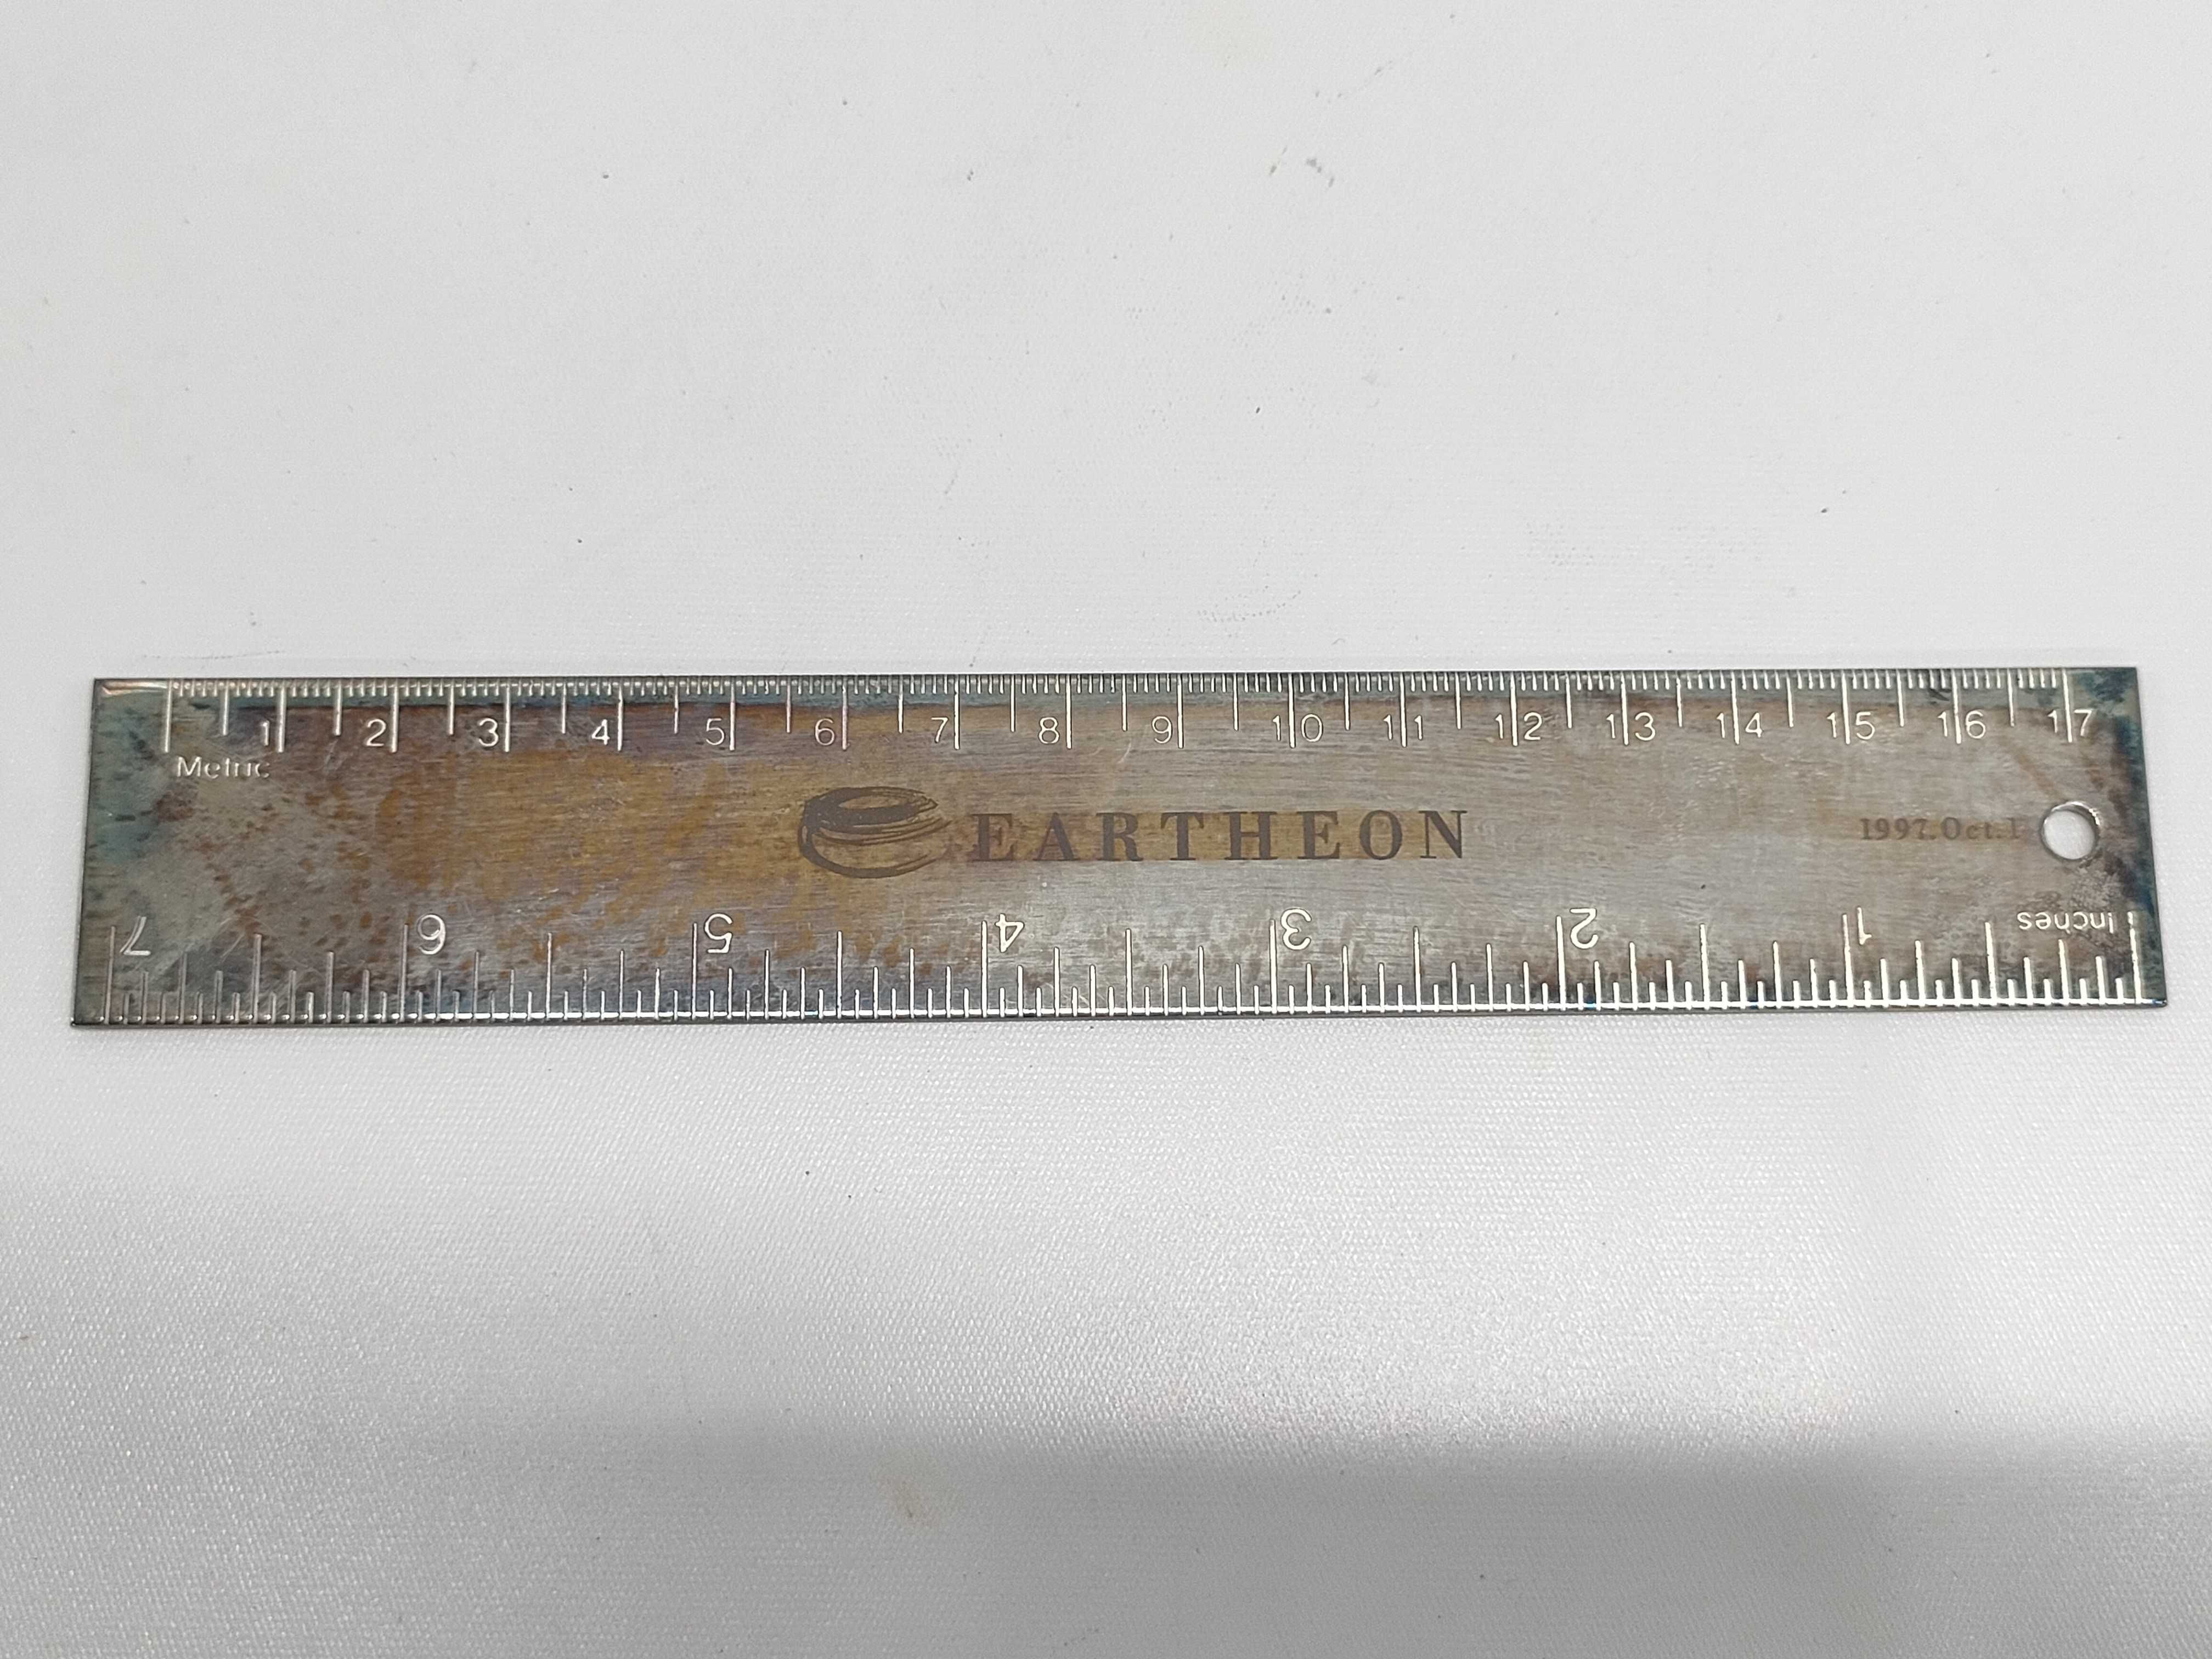 1 2 3 4 5 6 7 8 9 10 11 12 13 14 15 16 17
Metric
EARTHEON
1997.Oct.1
7 6 5 4 3 2 1 Inches